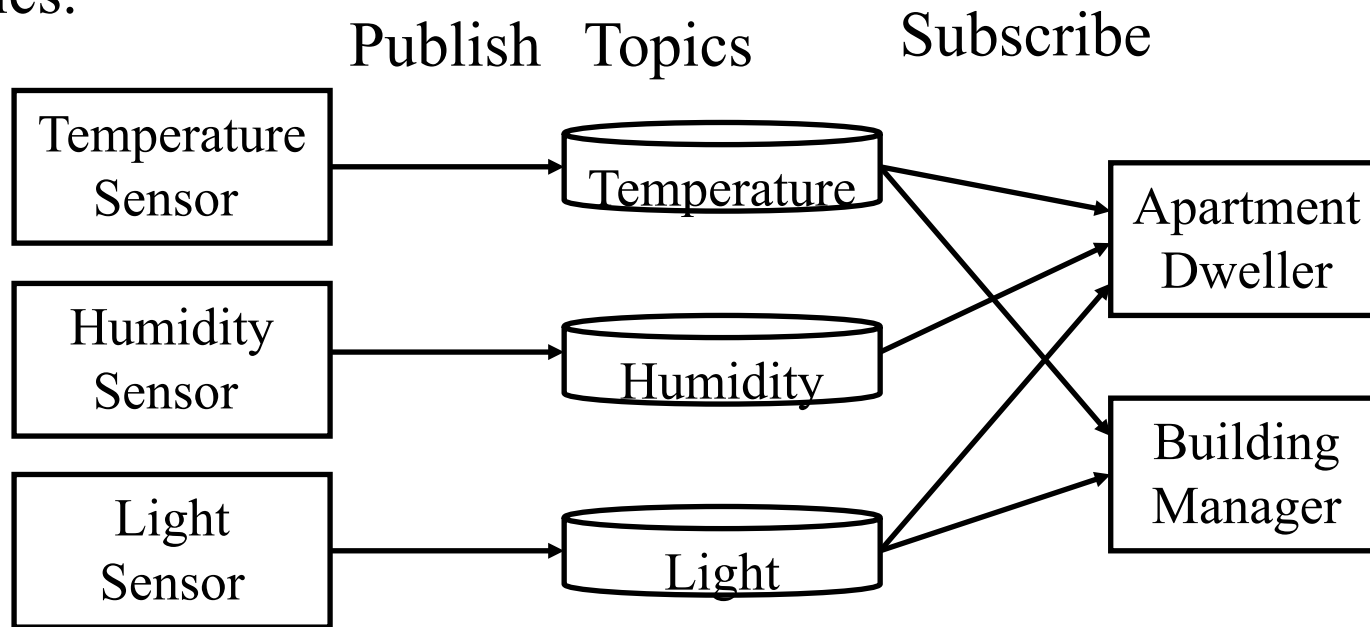 Publish Topics Subscribe
Temperature
Sensor
Temperature
Apartment
Dweller
Humidity
Sensor
Humidity
Building
Manager
Light
Sensor
Light